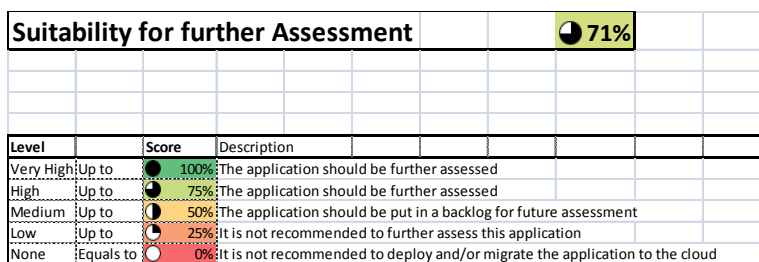 Suitability for further Assessment 71%
Level Score Description
Very High Up to 100% The application should be further assessed
High Up to 75% The application should be further assessed
Medium Up to 50% The application should be put in a backlog for future assessment
Low Up to 25% It is not recommended to further assess this application
None Equals to 0% It is not recommended to deploy and/or migrate the application to the cloud